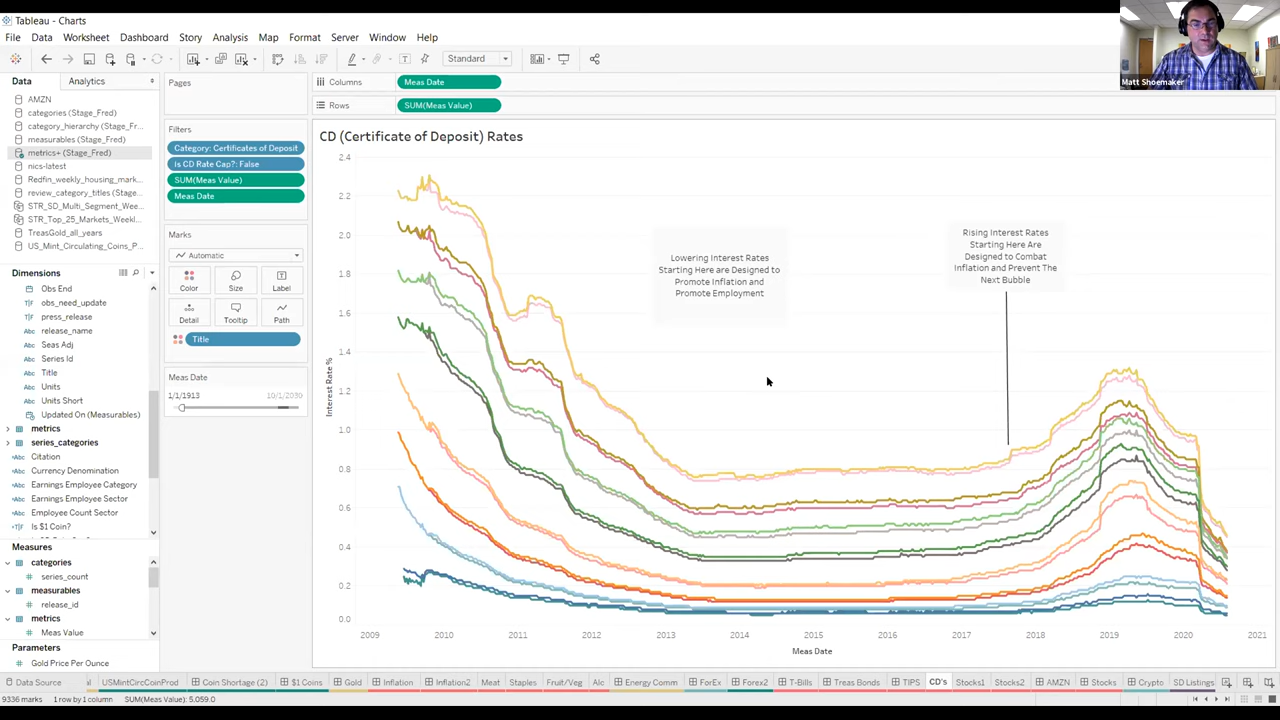 Tableau - Charts
File Data Worksheet Dashboard Story Analysis Map Format Server Window Help
Standard
Matt Shoemaker
Data Analytics
AMZN
categories (Stage_Fred)
category_hierarchy (Stage_Fr...
measurables (Stage_Fred)
metrics+ (Stage_Fred)
nics-latest
Redfin_weekly_housing_mark...
review_category_titles (Stage...
STR_SD_Multi_Segment_Wee...
STR_Top_25_Markets_Weekl...
TreasGold_all_years
US_Mint_Circulating_Coins_P...
Dimensions
Obs End
obs_need_update
press_release
Abc release_name
Abc Seas Adj
Abc Series Id
Abc Title
Abc Units
Abc Units Short
Updated On (Measurables)
metrics
series_categories
Abc Citation
Abc Currency Denomination
Abc Earnings Employee Category
Abc Earnings Employee Sector
Abc Employee Count Sector
Measures
categories
series_count
measurables
release_id
metrics
Meas Value
Parameters
Gold Price Per Ounce
Pages
Filters
Category: Certificates of Deposit
Is CD Rate Cap?: False
SUM(Meas Value)
Meas Date
Marks
Automatic
Color Size Label
Detail Tooltip Path
Title
Meas Date
1/1/1913 10/1/2039
Columns Meas Date
Rows SUM(Meas Value)
CD (Certificate of Deposit) Rates
2.4
2.2
2.0
1.8
1.6
1.4
1.2
1.0
0.8
0.6
0.4
0.2
0.0
Interest Rate %
Lowering Interest Rates
Starting Here are Designed to
Promote Inflation and
Promote Employment
Rising Interest Rates
Starting Here Are
Designed to Combat
Inflation and Prevent The
Next Bubble
2009 2010 2011 2012 2013 2014 2015 2016 2017 2018 2019 2020 2021
Meas Date
Data Source USMintCircCoinProd Coin Shortage (2) $1 Coins Gold Inflation Inflation2 Meat Staples Fruit/Veg Alc Energy Comm ForEx Forex2 T-Bills Treas Bonds TIPS CD's Stocks1 Stocks2 AMZN Stocks Crypto SD Listings
9336 marks 1 row by 1 column SUM(Meas Value): 5,059.0